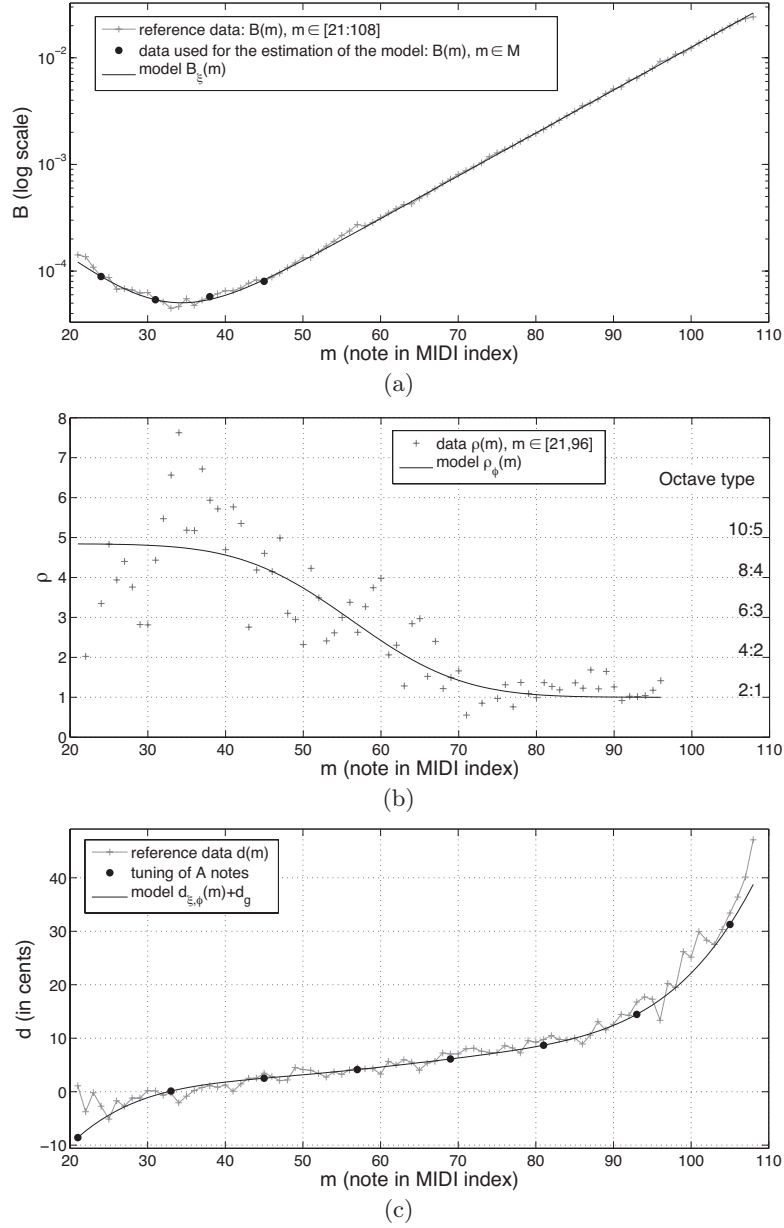 reference data: B(m), m ∈ [21:108]
data used for the estimation of the model: B(m), m ∈ M
model B_ξ(m)
B (log scale)
10⁻²
10⁻³
10⁻⁴
20 30 40 50 60 70 80 90 100 110
m (note in MIDI index)
(a)
data ρ(m), m ∈ [21,96]
model ρ_ϕ(m)
Octave type
10:5
8:4
6:3
4:2
2:1
ρ
8
7
6
5
4
3
2
1
0
20 30 40 50 60 70 80 90 100 110
m (note in MIDI index)
(b)
reference data d(m)
tuning of A notes
model d_ξ,ϕ(m)+d_g
d (in cents)
40
30
20
10
0
−10
20 30 40 50 60 70 80 90 100 110
m (note in MIDI index)
(c)